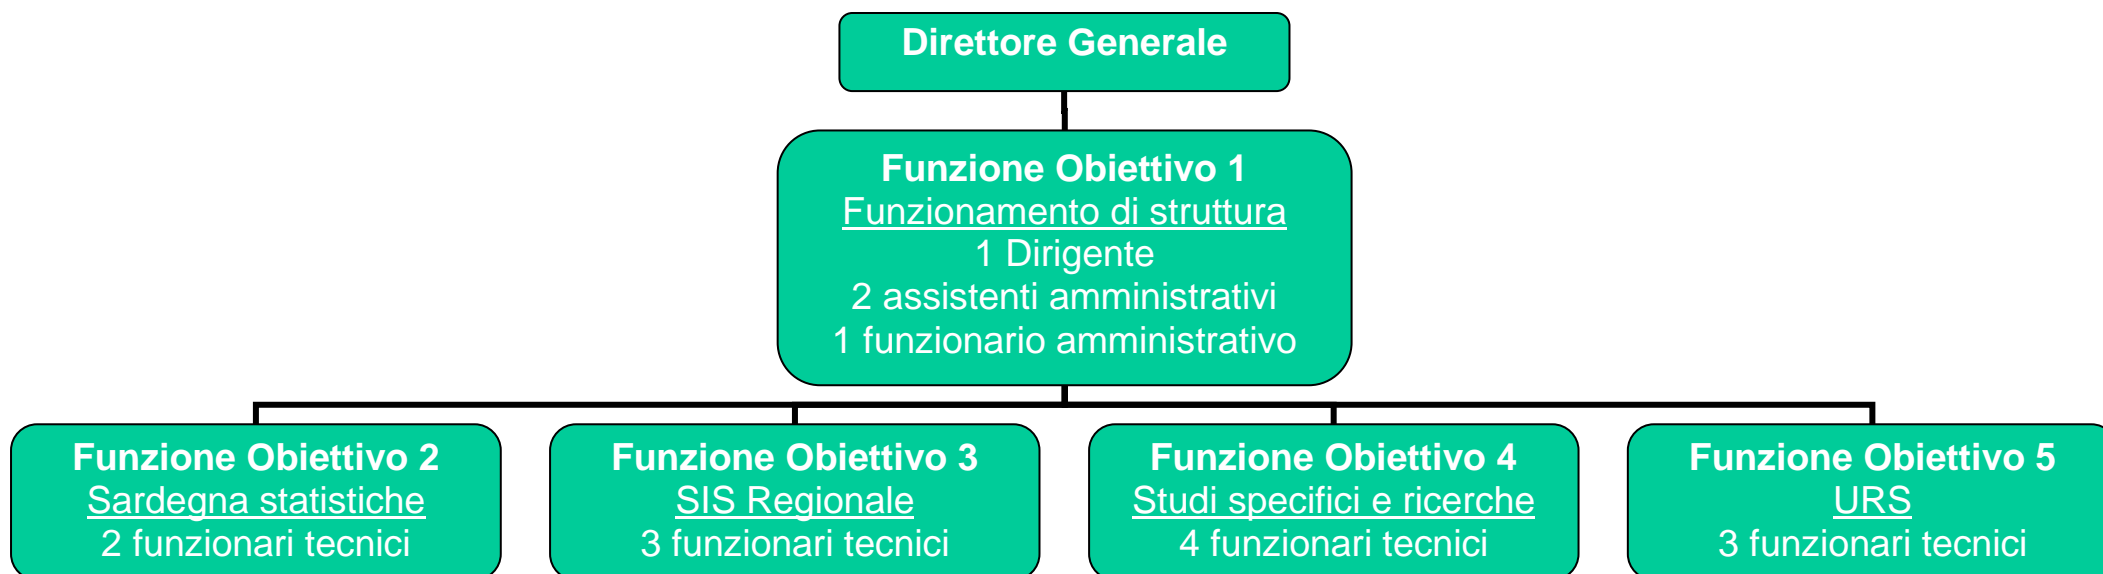 Direttore Generale
Funzione Obiettivo 1
Funzionamento di struttura
1 Dirigente
2 assistenti amministrativi
1 funzionario amministrativo
Funzione Obiettivo 2
Sardegna statistiche
2 funzionari tecnici
Funzione Obiettivo 3
SIS Regionale
3 funzionari tecnici
Funzione Obiettivo 4
Studi specifici e ricerche
4 funzionari tecnici
Funzione Obiettivo 5
URS
3 funzionari tecnici